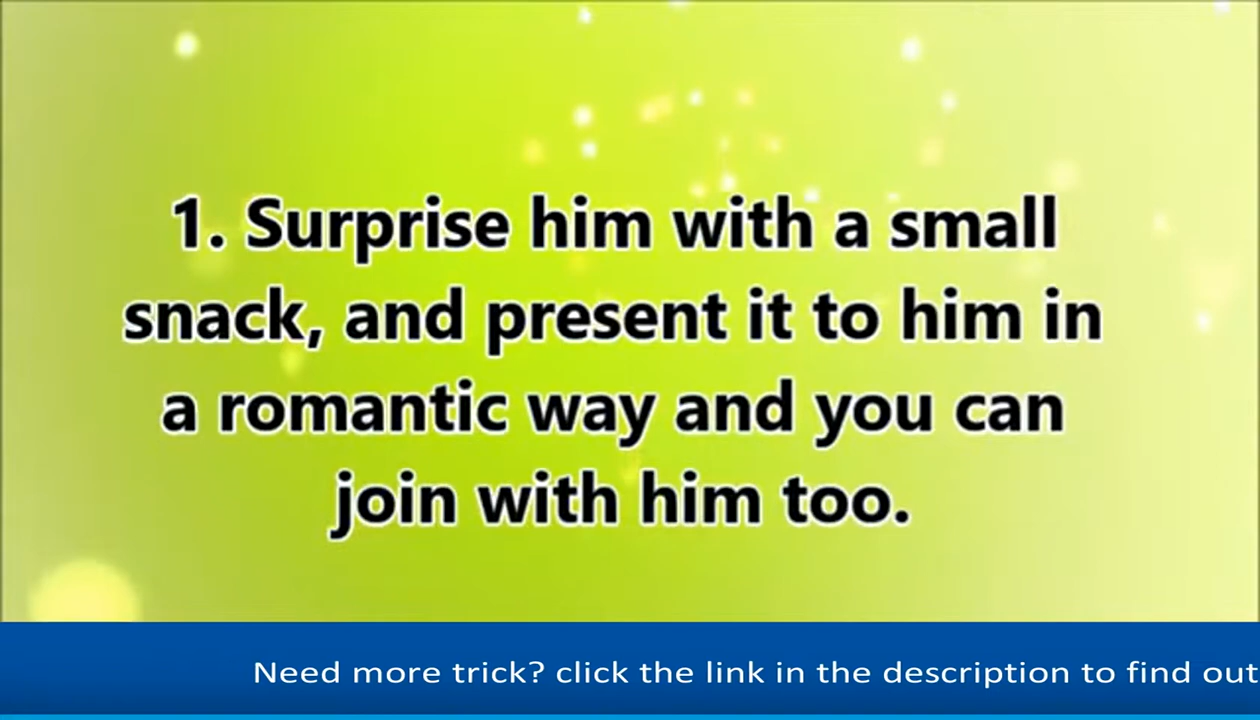 1. Surprise him with a small
snack, and present it to him in
a romantic way and you can
join with him too.
Need more trick? click the link in the description to find out